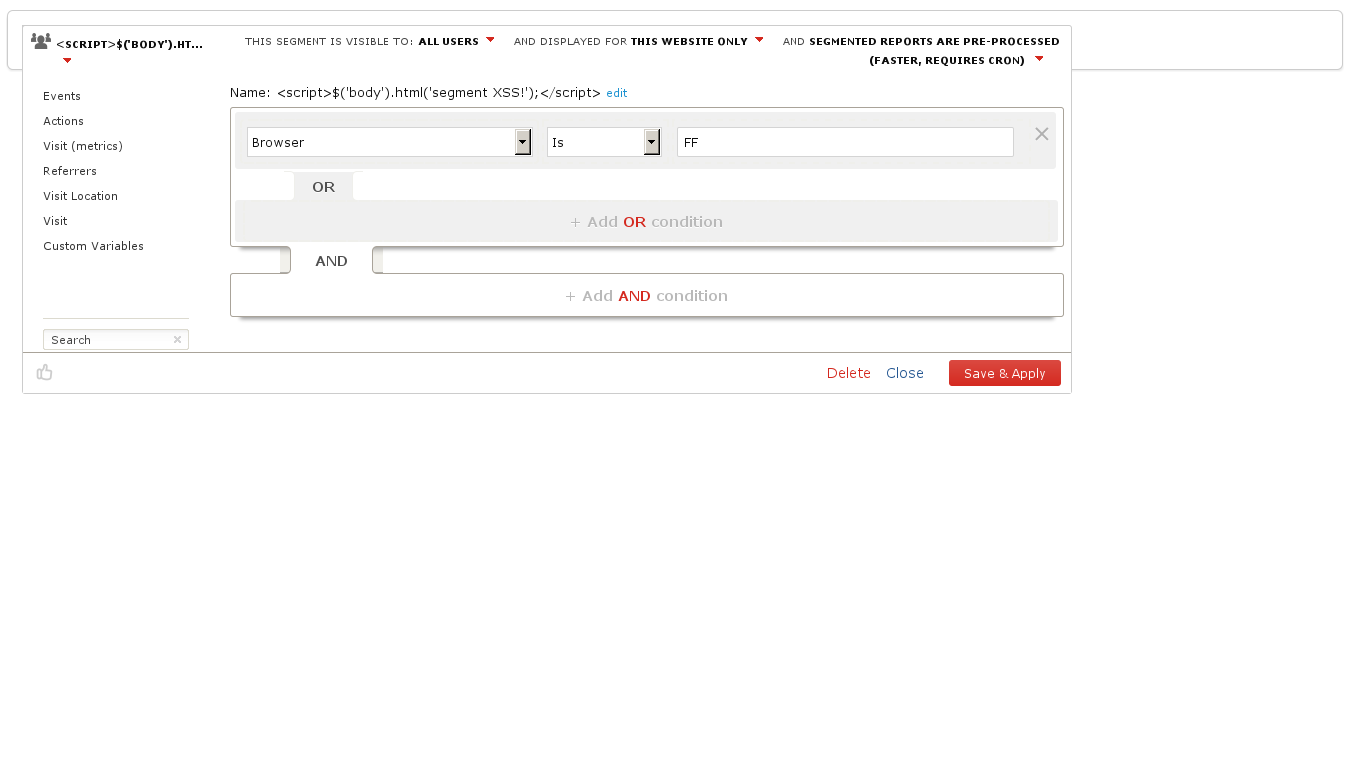 <SCRIPT>$('BODY').HT...
THIS SEGMENT IS VISIBLE TO: ALL USERS AND DISPLAYED FOR THIS WEBSITE ONLY AND SEGMENTED REPORTS ARE PRE-PROCESSED
(FASTER, REQUIRES CRON)
Events
Actions
Visit (metrics)
Referrers
Visit Location
Visit
Custom Variables
Search
Name: <script>$('body').html('segment XSS!');</script> edit
Browser Is FF
OR
+ Add OR condition
AND
+ Add AND condition
Delete Close Save & Apply